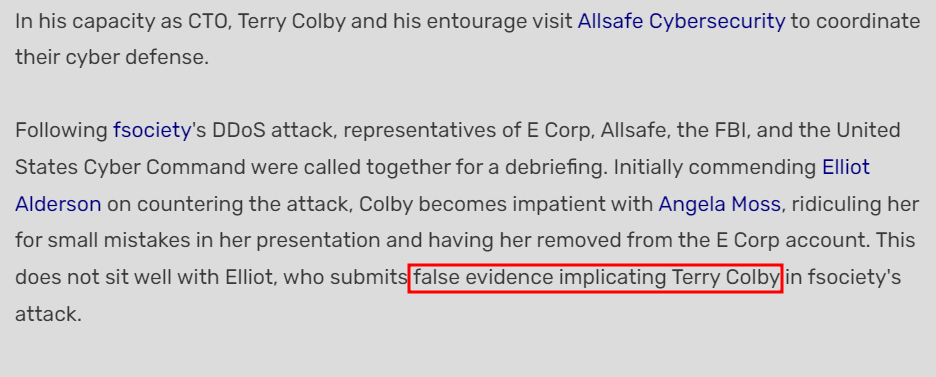 In his capacity as CTO, Terry Colby and his entourage visit Allsafe Cybersecurity to coordinate
their cyber defense.
Following fsociety's DDoS attack, representatives of E Corp, Allsafe, the FBI, and the United
States Cyber Command were called together for a debriefing. Initially commending Elliot
Alderson on countering the attack, Colby becomes impatient with Angela Moss, ridiculing her
for small mistakes in her presentation and having her removed from the E Corp account. This
does not sit well with Elliot, who submits false evidence implicating Terry Colby in fsociety's
attack.